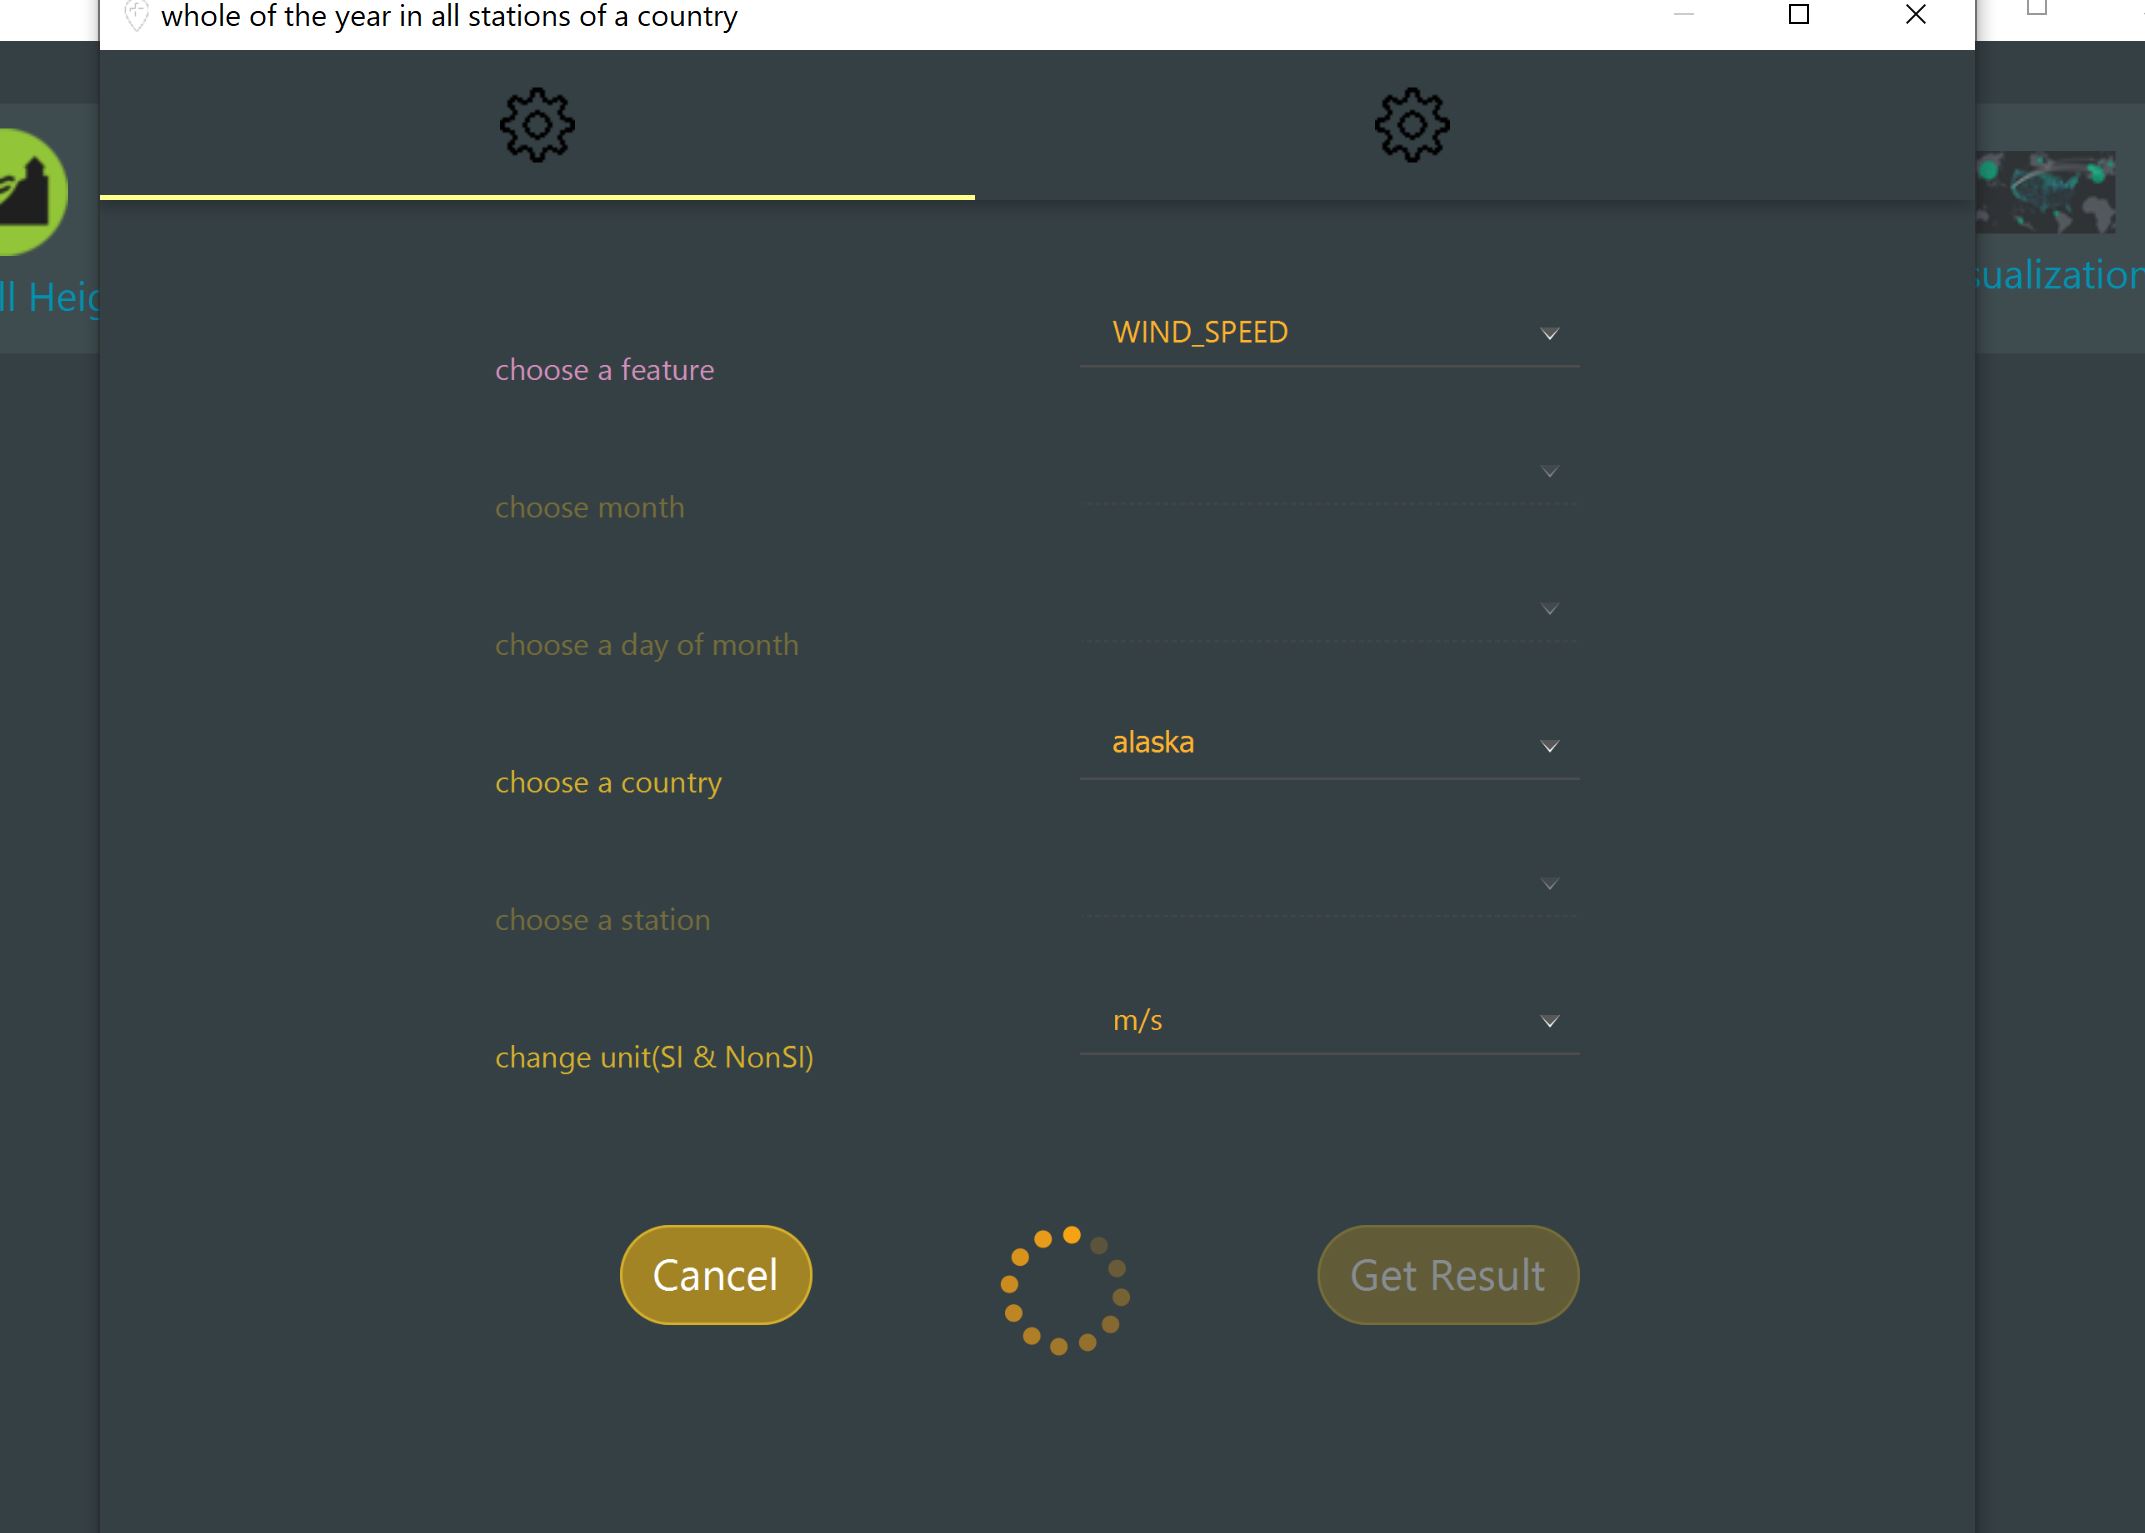 whole of the year in all stations of a country
ll Heig
sualization
WIND_SPEED
choose a feature
choose month
choose a day of month
alaska
choose a country
choose a station
m/s
change unit(SI & NonSI)
Cancel
Get Result